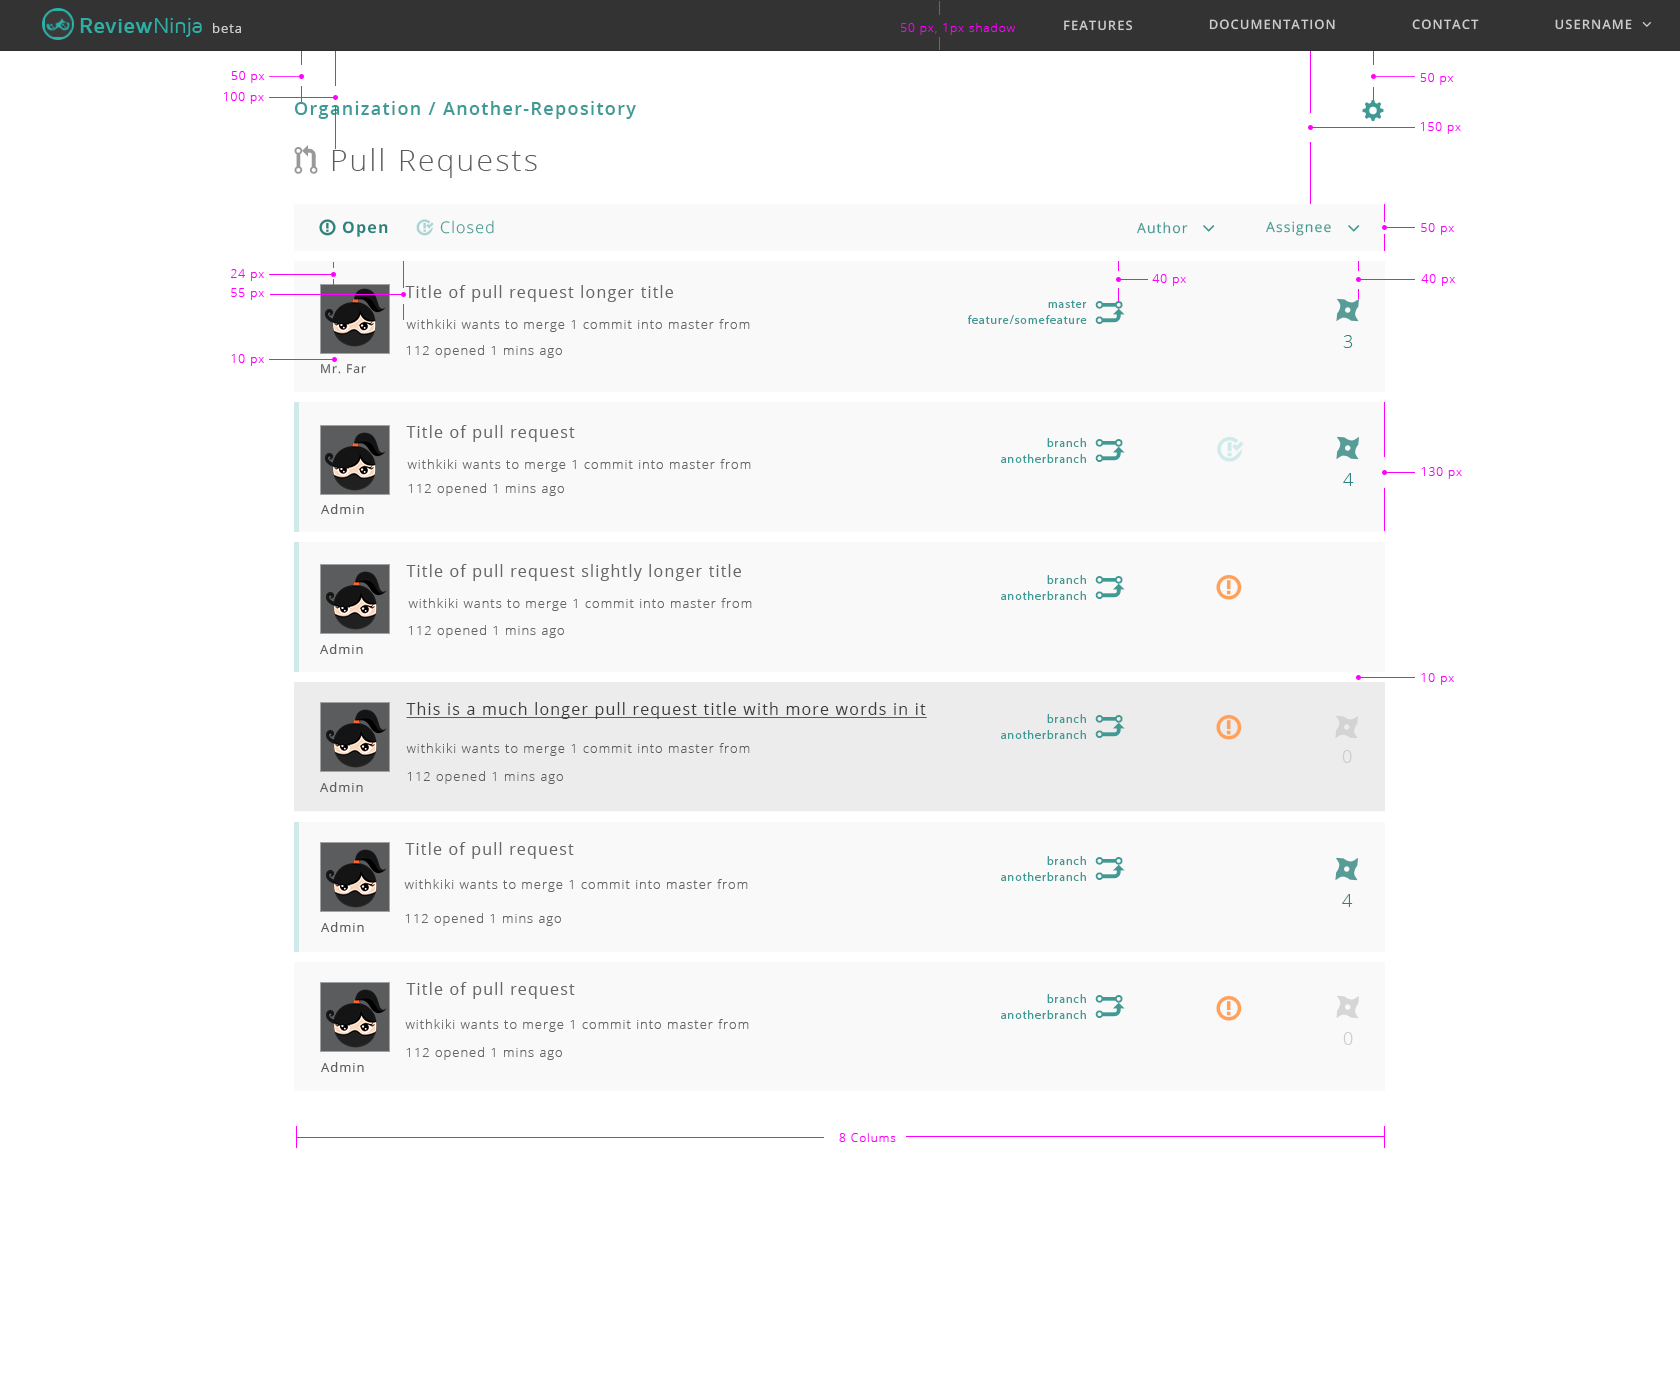 ReviewNinja beta
50 px, 1px shadow
FEATURES
DOCUMENTATION
CONTACT
USERNAME
50 px
50 px
100 px
Organization / Another-Repository
150 px
Pull Requests
Open
Closed
Author
Assignee
50 px
24 px
55 px
Title of pull request longer title
40 px
40 px
withkiki wants to merge 1 commit into master from
112 opened 1 mins ago
master
feature/somefeature
3
10 px
Mr. Far
Title of pull request
withkiki wants to merge 1 commit into master from
112 opened 1 mins ago
Admin
branch
anotherbranch
4
130 px
Title of pull request slightly longer title
withkiki wants to merge 1 commit into master from
112 opened 1 mins ago
Admin
branch
anotherbranch
10 px
This is a much longer pull request title with more words in it
withkiki wants to merge 1 commit into master from
112 opened 1 mins ago
Admin
branch
anotherbranch
0
Title of pull request
withkiki wants to merge 1 commit into master from
112 opened 1 mins ago
Admin
branch
anotherbranch
4
Title of pull request
withkiki wants to merge 1 commit into master from
112 opened 1 mins ago
Admin
branch
anotherbranch
0
8 Colums